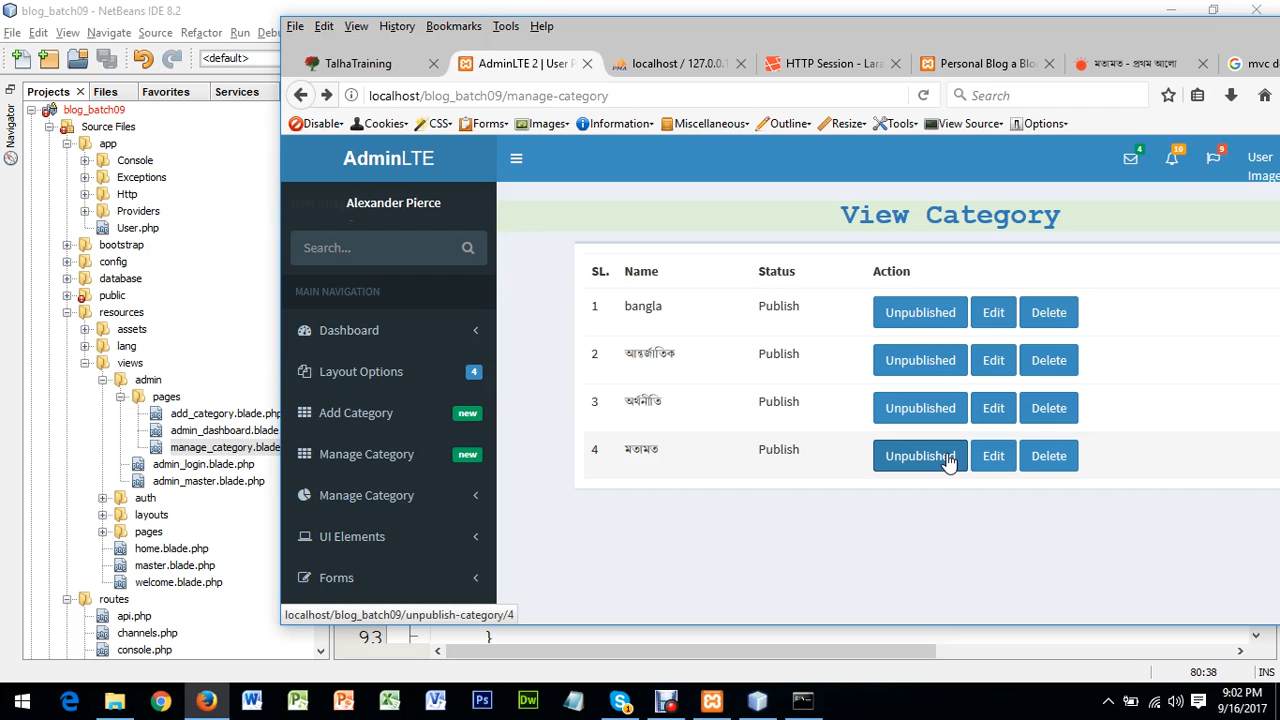 blog_batch09 - NetBeans IDE 8.2
File Edit View Navigate Source Refactor Run
<default>
Projects Files Favorites Services
Navigator
blog_batch09
Source Files
app
Console
Exceptions
Http
Providers
User.php
bootstrap
config
database
public
resources
assets
lang
views
admin
pages
add_category.blade.php
admin_dashboard.blade
manage_category.blade
admin_login.blade.php
admin_master.blade.php
auth
layouts
pages
home.blade.php
master.blade.php
welcome.blade.php
routes
api.php
channels.php
console.php
File Edit View History Bookmarks Tools Help
TalhaTraining
AdminLTE 2 | User P
localhost / 127.0.0.1
HTTP Session - Lara
Personal Blog a Blog
মতামত - প্রথম আলো
mvc de
localhost/blog_batch09/manage-category
Search
Disable Cookies CSS Forms Images Information Miscellaneous Outline Resize Tools View Source Options
AdminLTE
4 10 9
User Image
Alexander Pierce
Search...
MAIN NAVIGATION
Dashboard
Layout Options 4
Add Category new
Manage Category new
Manage Category
UI Elements
Forms
View Category
SL. Name Status Action
1 bangla Publish Unpublished Edit Delete
2 আন্তর্জাতিক Publish Unpublished Edit Delete
3 অর্থনীতি Publish Unpublished Edit Delete
4 মতামত Publish Unpublished Edit Delete
localhost/blog_batch09/unpublish-category/4
93 }
80:38 INS
9:02 PM
9/16/2017